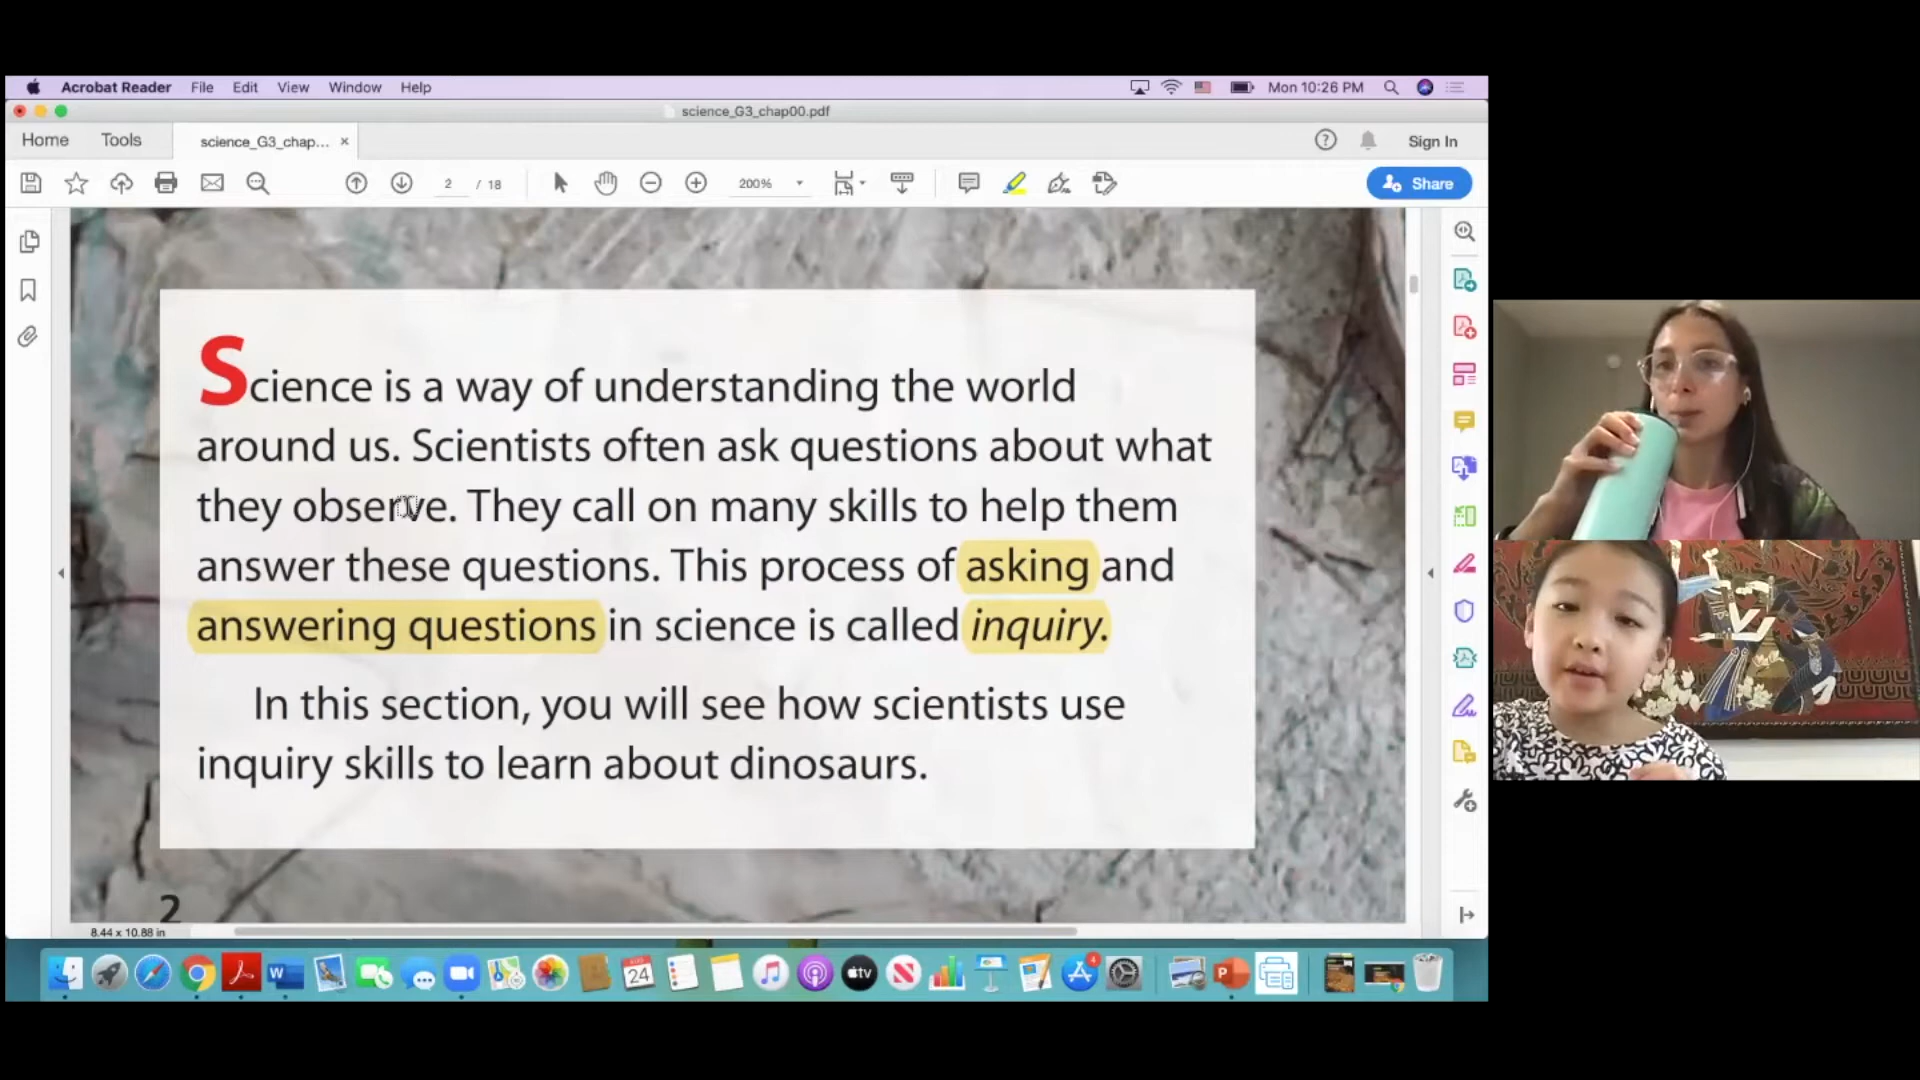 Acrobat Reader File Edit View Window Help Mon 10:26 PM
science_G3_chap00.pdf
Home Tools science_G3_chap... × Sign In
2 / 18 200% Share
Science is a way of understanding the world
around us. Scientists often ask questions about what
they observe. They call on many skills to help them
answer these questions. This process of asking and
answering questions in science is called inquiry.
In this section, you will see how scientists use
inquiry skills to learn about dinosaurs.
2
8.44 x 10.88 in
W 24 tv P 4